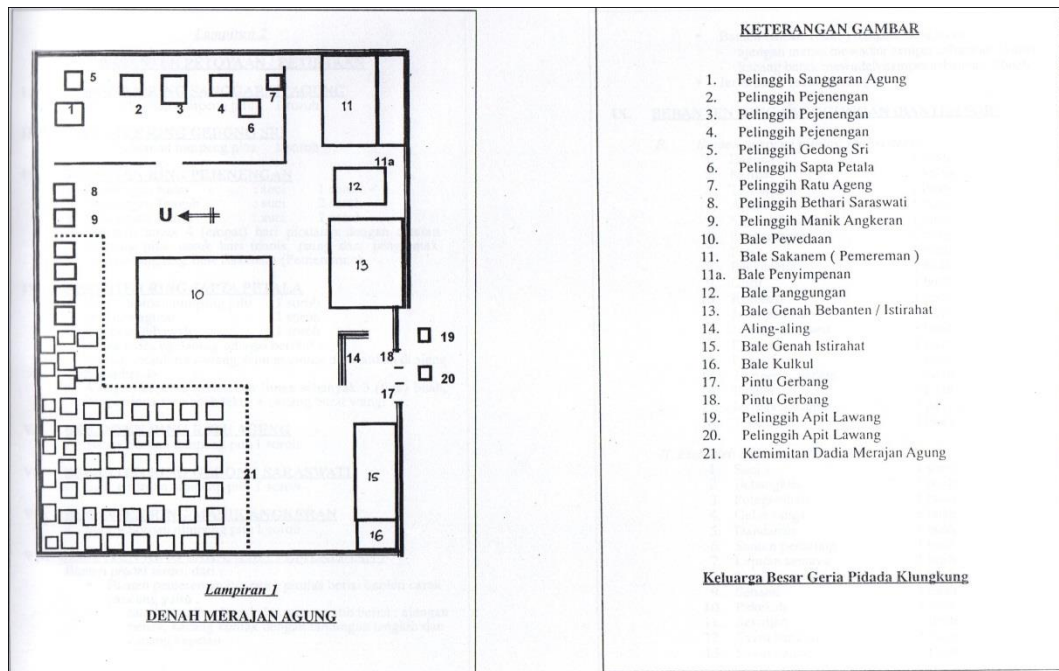 5
1
2
3
4
7
6
11
11a
12
8
9
U
13
10
14
18
19
20
17
21
15
16
Lampiran 1
DENAH MERAJAN AGUNG
KETERANGAN GAMBAR
1. Pelinggih Sanggaran Agung
2. Pelinggih Pejenengan
3. Pelinggih Pejenengan
4. Pelinggih Pejenengan
5. Pelinggih Gedong Sri
6. Pelinggih Sapta Petala
7. Pelinggih Ratu Ageng
8. Pelinggih Bethari Saraswati
9. Pelinggih Manik Angkeran
10. Bale Pewedaan
11. Bale Sakanem ( Pemereman )
11a. Bale Penyimpenan
12. Bale Panggungan
13. Bale Genah Bebanten / Istirahat
14. Aling-aling
15. Bale Genah Istirahat
16. Bale Kulkul
17. Pintu Gerbang
18. Pintu Gerbang
19. Pelinggih Apit Lawang
20. Pelinggih Apit Lawang
21. Kemimitan Dadia Merajan Agung
Keluarga Besar Geria Pidada Klungkung